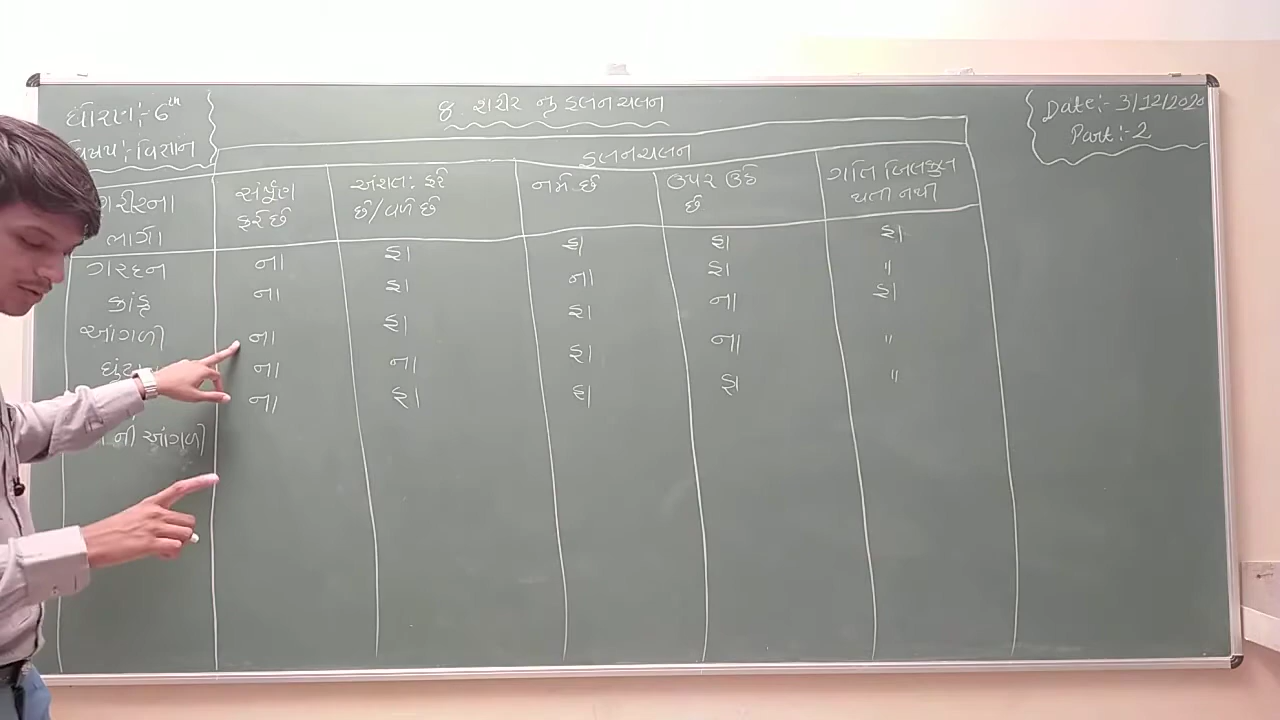 ધોરણ:- 6th
વિષય:- વિજ્ઞાન
8. શરીર નુ હલનચલન
Date:- 3/12/2020
Part:-2
હલનચલન
શરીરના ભાગો
સંર્પૂણ ફરે છે
અંશત: ફરે છે/વળે છે
નમે છે
ઉપર ઉઠે છે
ગતિ બિલકુલ થતી નથી
ગરદન ના હા હા હા હા
કાંડુ ના હા ના હા "
આંગળી ના હા હા ના હા
ના ના હા ના "
ની આંગળી ના હા હા હા "